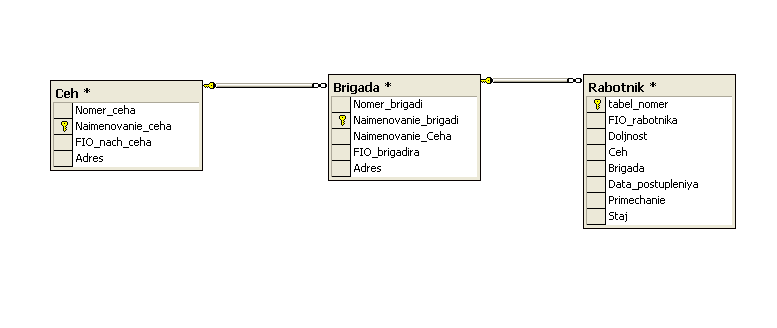 Ceh *
Nomer_ceha
Naimenovanie_ceha
FIO_nach_ceha
Adres
Brigada *
Nomer_brigadi
Naimenovanie_brigadi
Naimenovanie_Ceha
FIO_brigadira
Adres
Rabotnik *
tabel_nomer
FIO_rabotnika
Doljnost
Ceh
Brigada
Data_postupleniya
Primechanie
Staj